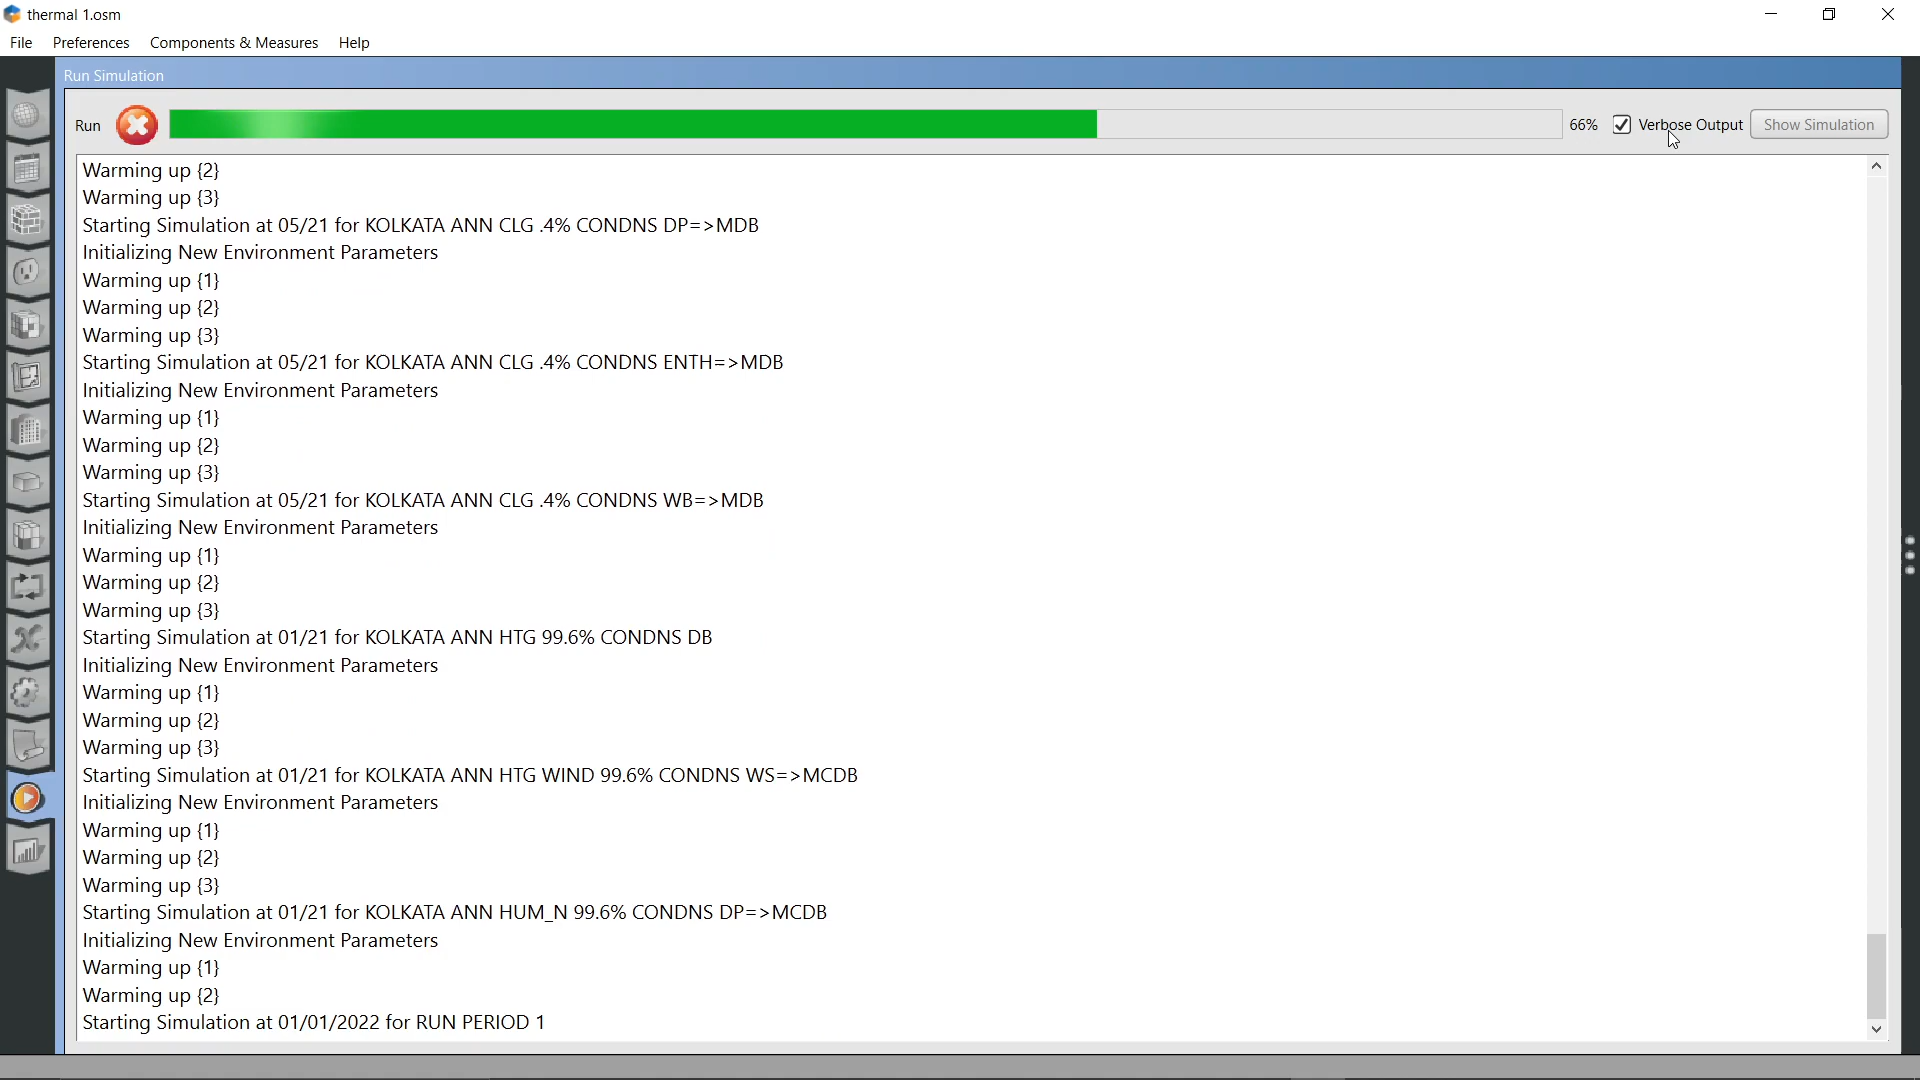 thermal 1.osm
File Preferences Components & Measures Help
Run Simulation
Run 66% Verbose Output Show Simulation
Warming up {2}
Warming up {3}
Starting Simulation at 05/21 for KOLKATA ANN CLG .4% CONDNS DP=>MDB
Initializing New Environment Parameters
Warming up {1}
Warming up {2}
Warming up {3}
Starting Simulation at 05/21 for KOLKATA ANN CLG .4% CONDNS ENTH=>MDB
Initializing New Environment Parameters
Warming up {1}
Warming up {2}
Warming up {3}
Starting Simulation at 05/21 for KOLKATA ANN CLG .4% CONDNS WB=>MDB
Initializing New Environment Parameters
Warming up {1}
Warming up {2}
Warming up {3}
Starting Simulation at 01/21 for KOLKATA ANN HTG 99.6% CONDNS DB
Initializing New Environment Parameters
Warming up {1}
Warming up {2}
Warming up {3}
Starting Simulation at 01/21 for KOLKATA ANN HTG WIND 99.6% CONDNS WS=>MCDB
Initializing New Environment Parameters
Warming up {1}
Warming up {2}
Warming up {3}
Starting Simulation at 01/21 for KOLKATA ANN HUM_N 99.6% CONDNS DP=>MCDB
Initializing New Environment Parameters
Warming up {1}
Warming up {2}
Starting Simulation at 01/01/2022 for RUN PERIOD 1